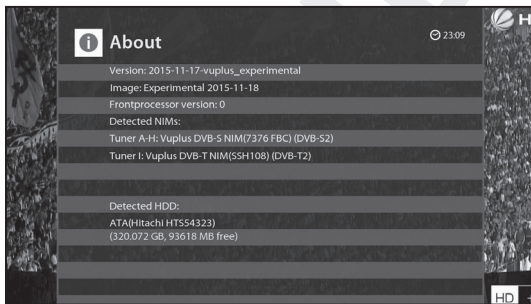 About
23:09
Version: 2015-11-17-vuplus_experimental
Image: Experimental 2015-11-18
Frontprocessor version: 0
Detected NIMs:
Tuner A-H: Vuplus DVB-S NIM(7376 FBC) (DVB-S2)
Tuner I: Vuplus DVB-T NIM(SSH108) (DVB-T2)
Detected HDD:
ATA(Hitachi HTS54323)
(320.072 GB, 93618 MB free)
HD